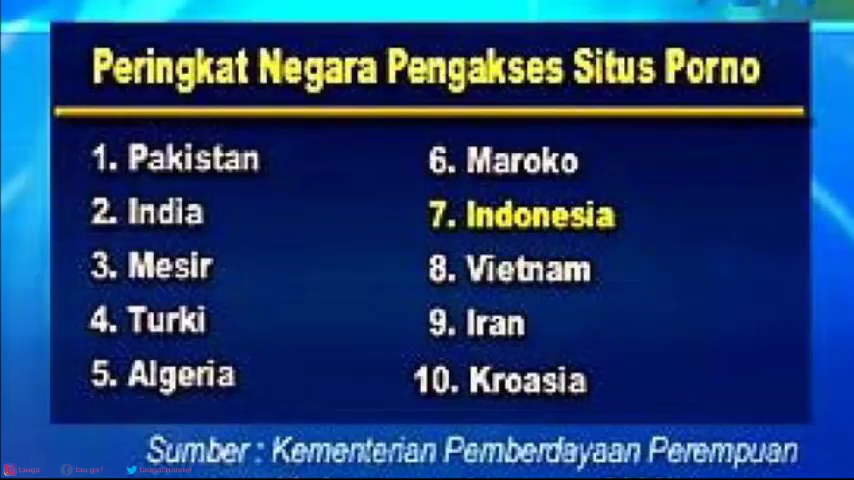 Peringkat Negara Pengakses Situs Porno
1. Pakistan
2. India
3. Mesir
4. Turki
5. Algeria
6. Maroko
7. Indonesia
8. Vietnam
9. Iran
10. Kroasia
Sumber : Kementerian Pemberdayaan Perempuan